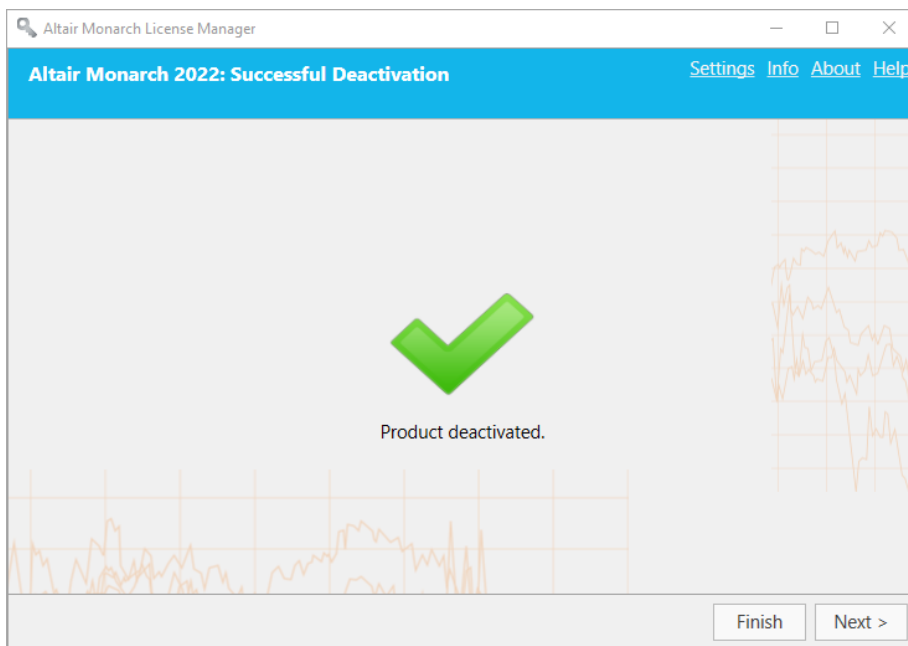 Altair Monarch License Manager
Altair Monarch 2022: Successful Deactivation
Settings Info About Help
Product deactivated.
Finish
Next >